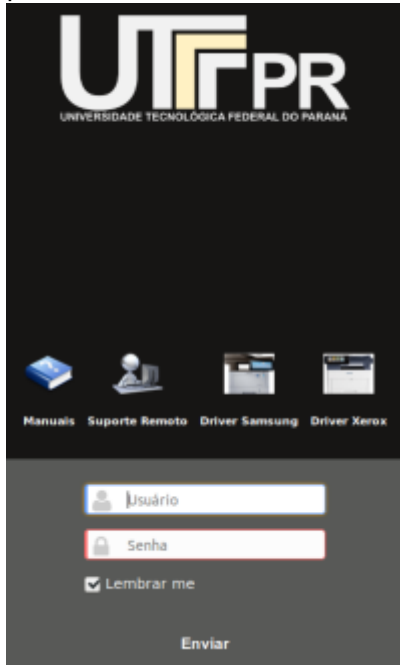 UTFPR
UNIVERSIDADE TECNOLÓGICA FEDERAL DO PARANÁ
Manuais Suporte Remoto Driver Samsung Driver Xerox
Usuário
Senha
Lembrar me
Enviar